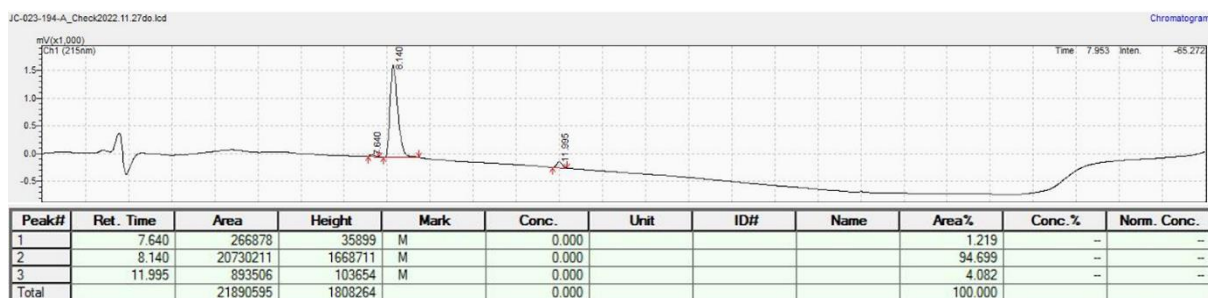 JC-023-194-A_Check2022.11.27do.lcd
Chromatogram
mV(x1,000)
Ch1 (215nm)
Time 7.953 Inten. -65.272
1.5
1.0
0.5
0.0
-0.5
7.640
8.140
11.995
Peak# Ret. Time Area Height Mark Conc. Unit ID# Name Area% Conc.% Norm. Conc.
1 7.640 266878 35899 M 0.000 1.219 -- --
2 8.140 20730211 1668711 M 0.000 94.699 -- --
3 11.995 893506 103654 M 0.000 4.082 -- --
Total 21890595 1808264 0.000 100.000